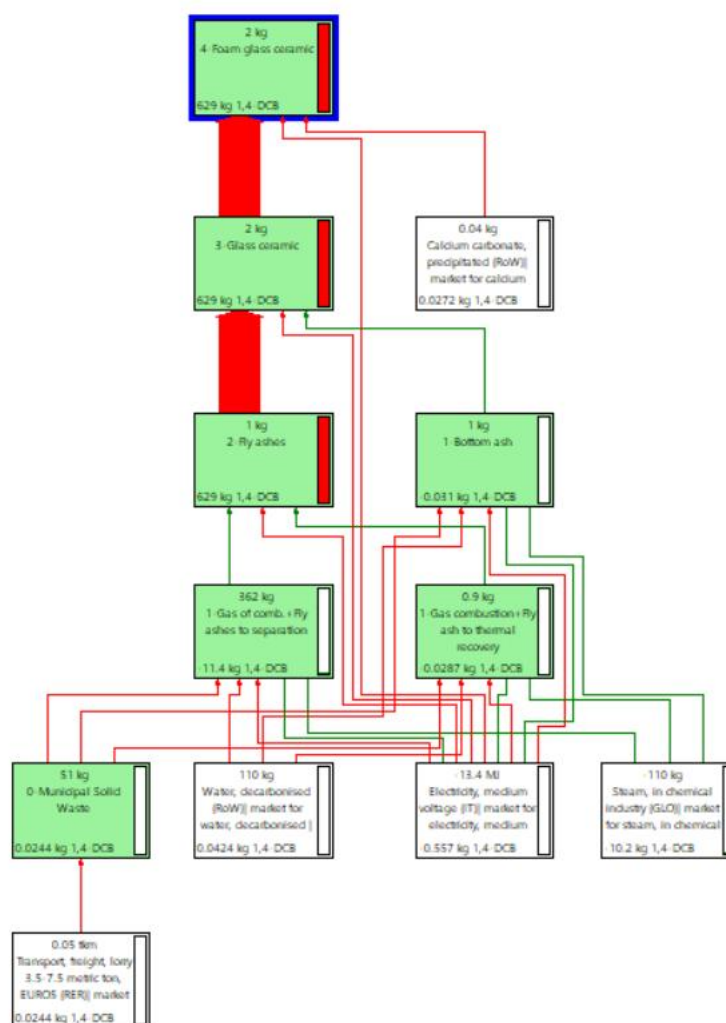 2 kg
4-Foam glass ceramic
629 kg 1,4-DCB
2 kg
3-Glass ceramic
629 kg 1,4-DCB
0.04 kg
Calcium carbonate,
precipitated {RoW}|
market for calcium
0.0272 kg 1,4-DCB
1 kg
2-Fly ashes
629 kg 1,4-DCB
1 kg
1-Bottom ash
-0.031 kg 1,4-DCB
362 kg
1-Gas of comb.+Fly
ashes to separation
-11.4 kg 1,4-DCB
0.9 kg
1-Gas combustion+Fly
ash to thermal
recovery
-0.0287 kg 1,4-DCB
51 kg
0-Municipal Solid
Waste
0.0244 kg 1,4-DCB
110 kg
Water, decarbonised
{RoW}| market for
water, decarbonised |
0.0424 kg 1,4-DCB
-13.4 MJ
Electricity, medium
voltage {IT}| market for
electricity, medium
-0.557 kg 1,4-DCB
-110 kg
Steam, in chemical
industry {GLO}| market
for steam, in chemical
-10.2 kg 1,4-DCB
0.05 tkm
Transport, freight, lorry
3.5-7.5 metric ton,
EURO5 {RER}| market
0.0244 kg 1,4-DCB